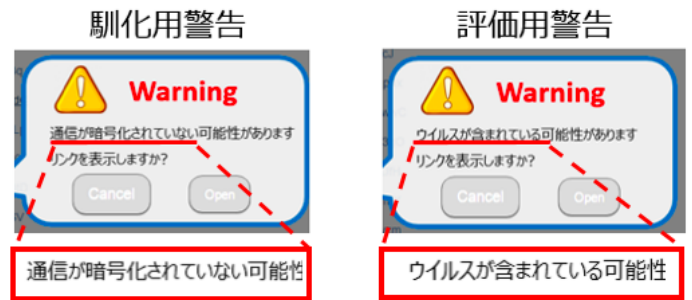 馴化用警告
Warning
通信が暗号化されていない可能性があります
リンクを表示しますか?
Cancel
Open
通信が暗号化されていない可能性
評価用警告
Warning
ウイルスが含まれている可能性があります
リンクを表示しますか?
Cancel
Open
ウイルスが含まれている可能性